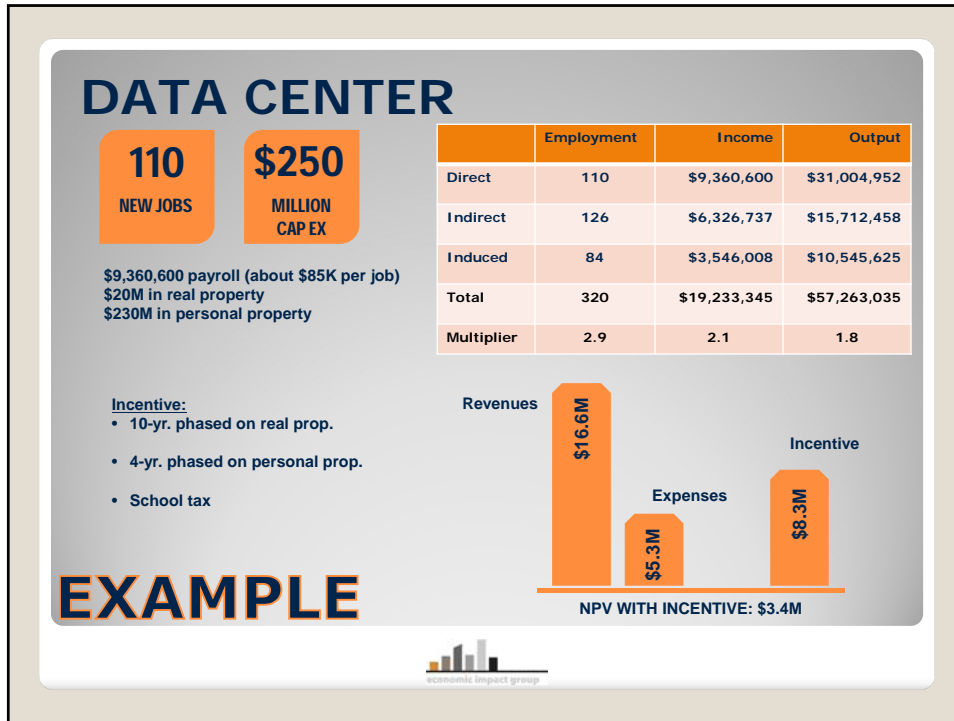 DATA CENTER
110
NEW JOBS
$250
MILLION
CAP EX
$9,360,600 payroll (about $85K per job)
$20M in real property
$230M in personal property
Employment Income Output
Direct 110 $9,360,600 $31,004,952
Indirect 126 $6,326,737 $15,712,458
Induced 84 $3,546,008 $10,545,625
Total 320 $19,233,345 $57,263,035
Multiplier 2.9 2.1 1.8
Incentive:
• 10-yr. phased on real prop.
• 4-yr. phased on personal prop.
• School tax
Revenues
$16.6M
Expenses
$5.3M
Incentive
$8.3M
NPV WITH INCENTIVE: $3.4M
EXAMPLE
economic impact group